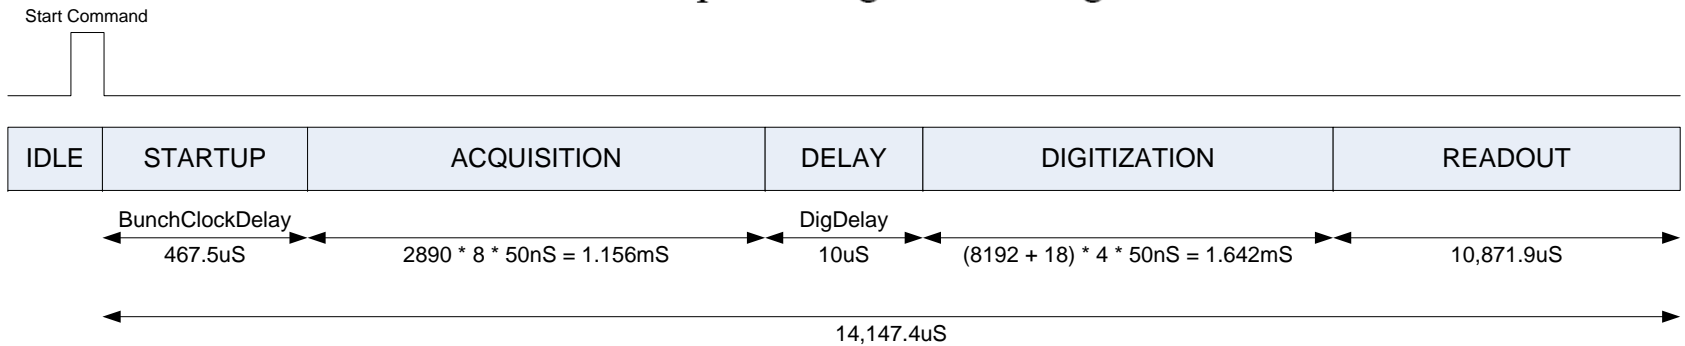 Start Command
IDLE STARTUP ACQUISITION DELAY DIGITIZATION READOUT
BunchClockDelay DigDelay
467.5uS 2890 * 8 * 50nS = 1.156mS 10uS (8192 + 18) * 4 * 50nS = 1.642mS 10,871.9uS
14,147.4uS